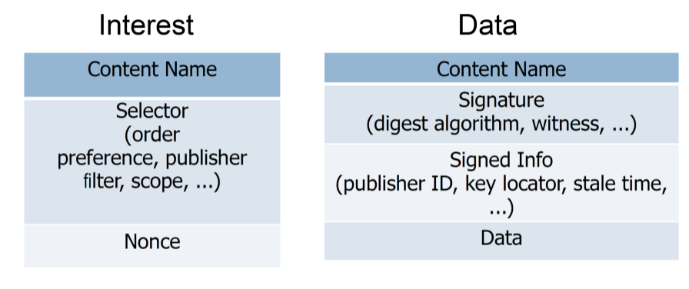 Interest
Content Name
Selector
(order
preference, publisher
filter, scope, ...)
Nonce
Data
Content Name
Signature
(digest algorithm, witness, ...)
Signed Info
(publisher ID, key locator, stale time,
...)
Data